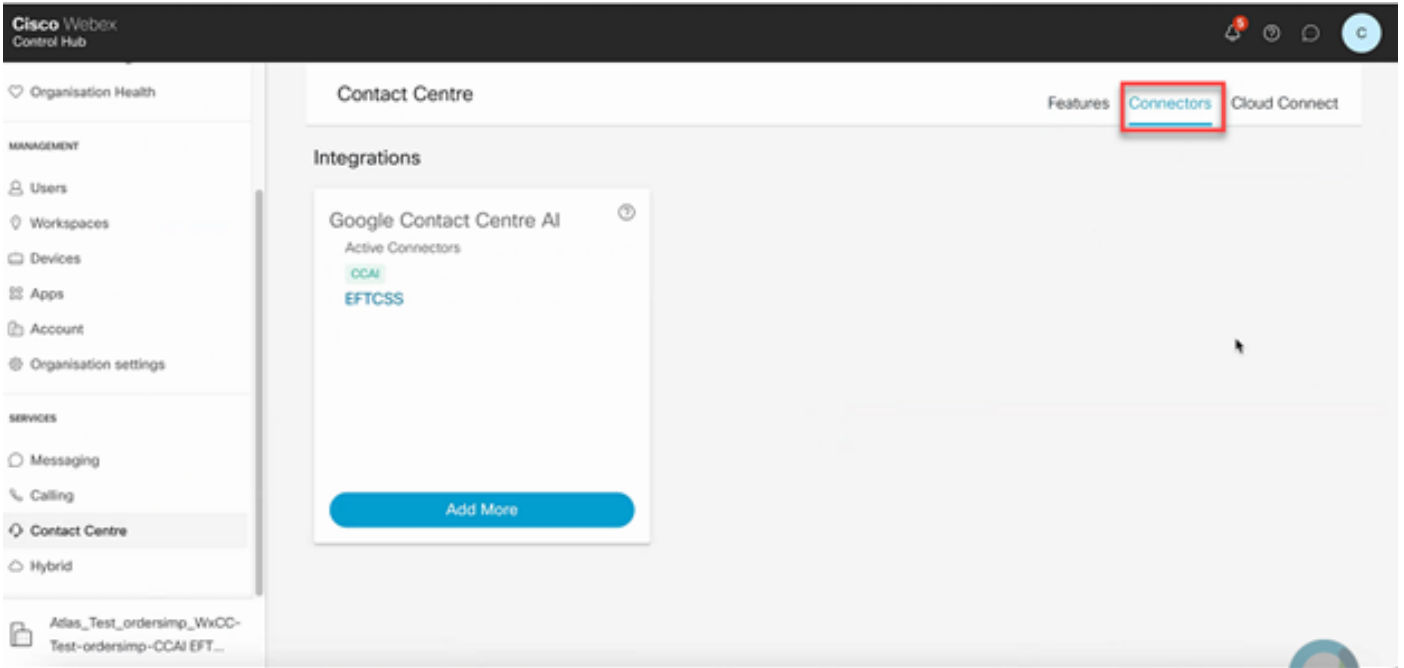 Cisco Webex
Control Hub
5
C
Organisation Health
MANAGEMENT
Users
Workspaces
Devices
Apps
Account
Organisation settings
SERVICES
Messaging
Calling
Contact Centre
Hybrid
Atlas_Test_ordersimp_WxCC-
Test-ordersimp-CCAI EFT...
Contact Centre
Features Connectors Cloud Connect
Integrations
Google Contact Centre AI
Active Connectors
CCAI
EFTCSS
Add More